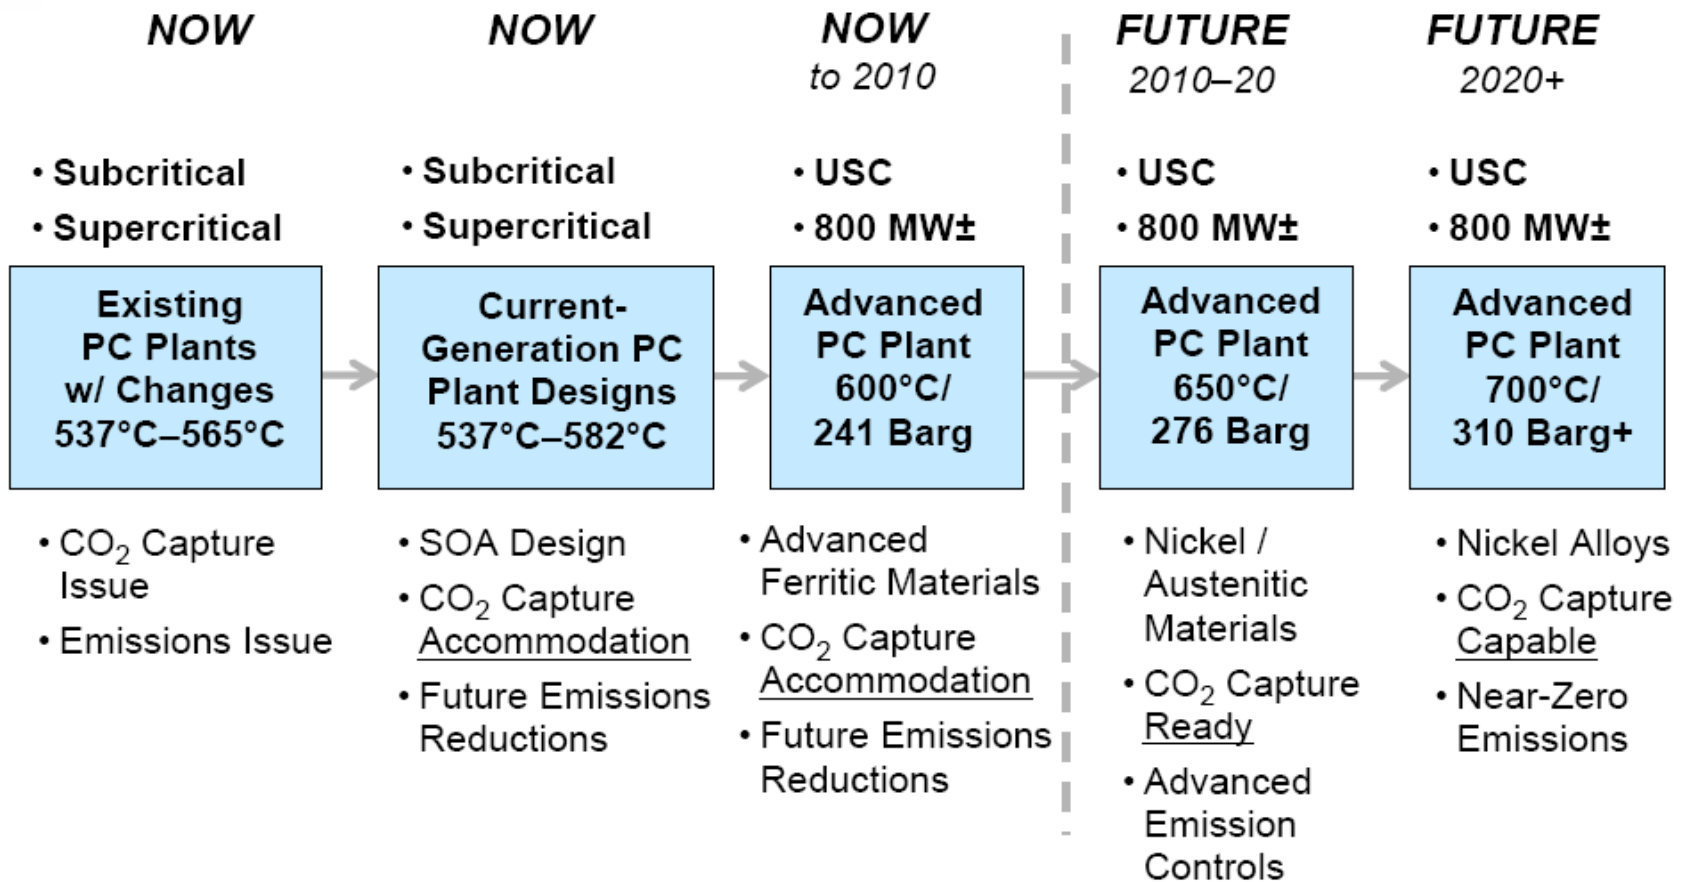 NOW
Subcritical
Supercritical
Existing
PC Plants
w/ Changes
537°C–565°C
• CO₂ Capture
Issue
• Emissions Issue
NOW
• Subcritical
• Supercritical
Current-
Generation PC
Plant Designs
537°C–582°C
• SOA Design
• CO₂ Capture
Accommodation
• Future Emissions
Reductions
NOW
to 2010
• USC
• 800 MW±
Advanced
PC Plant
600°C/
241 Barg
• Advanced
Ferritic Materials
• CO₂ Capture
Accommodation
• Future Emissions
Reductions
FUTURE
2010–20
• USC
• 800 MW±
Advanced
PC Plant
650°C/
276 Barg
• Nickel /
Austenitic
Materials
• CO₂ Capture
Ready
• Advanced
Emission
Controls
FUTURE
2020+
• USC
• 800 MW±
Advanced
PC Plant
700°C/
310 Barg+
• Nickel Alloys
• CO₂ Capture
Capable
• Near-Zero
Emissions